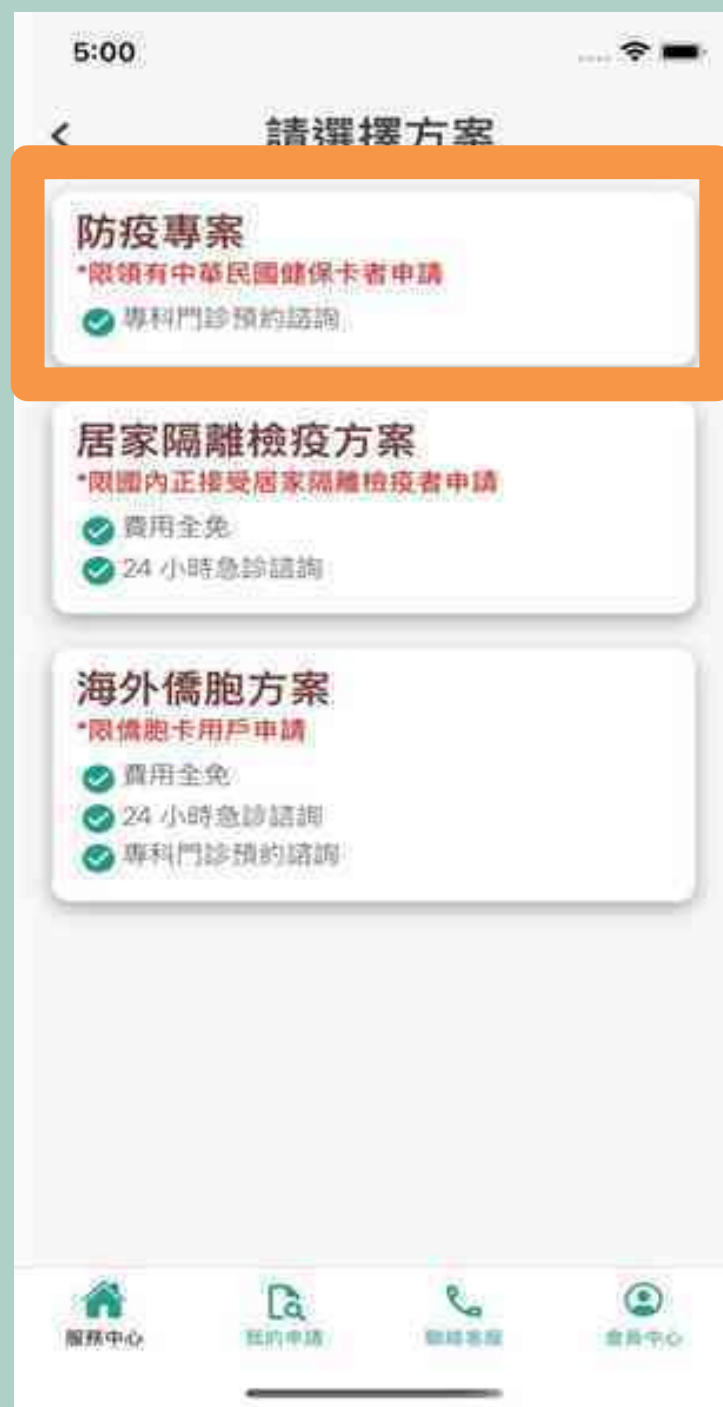 5:00
請選擇方案
防疫專案
*限領有中華民國健保卡者申請
專科門診預約諮詢
居家隔離檢疫方案
*限國內正接受居家隔離檢疫者申請
費用全免
24 小時急診諮詢
海外僑胞方案
*限僑胞卡用戶申請
費用全免
24 小時急診諮詢
專科門診預約諮詢
服務中心
我的申請
聯絡客服
會員中心